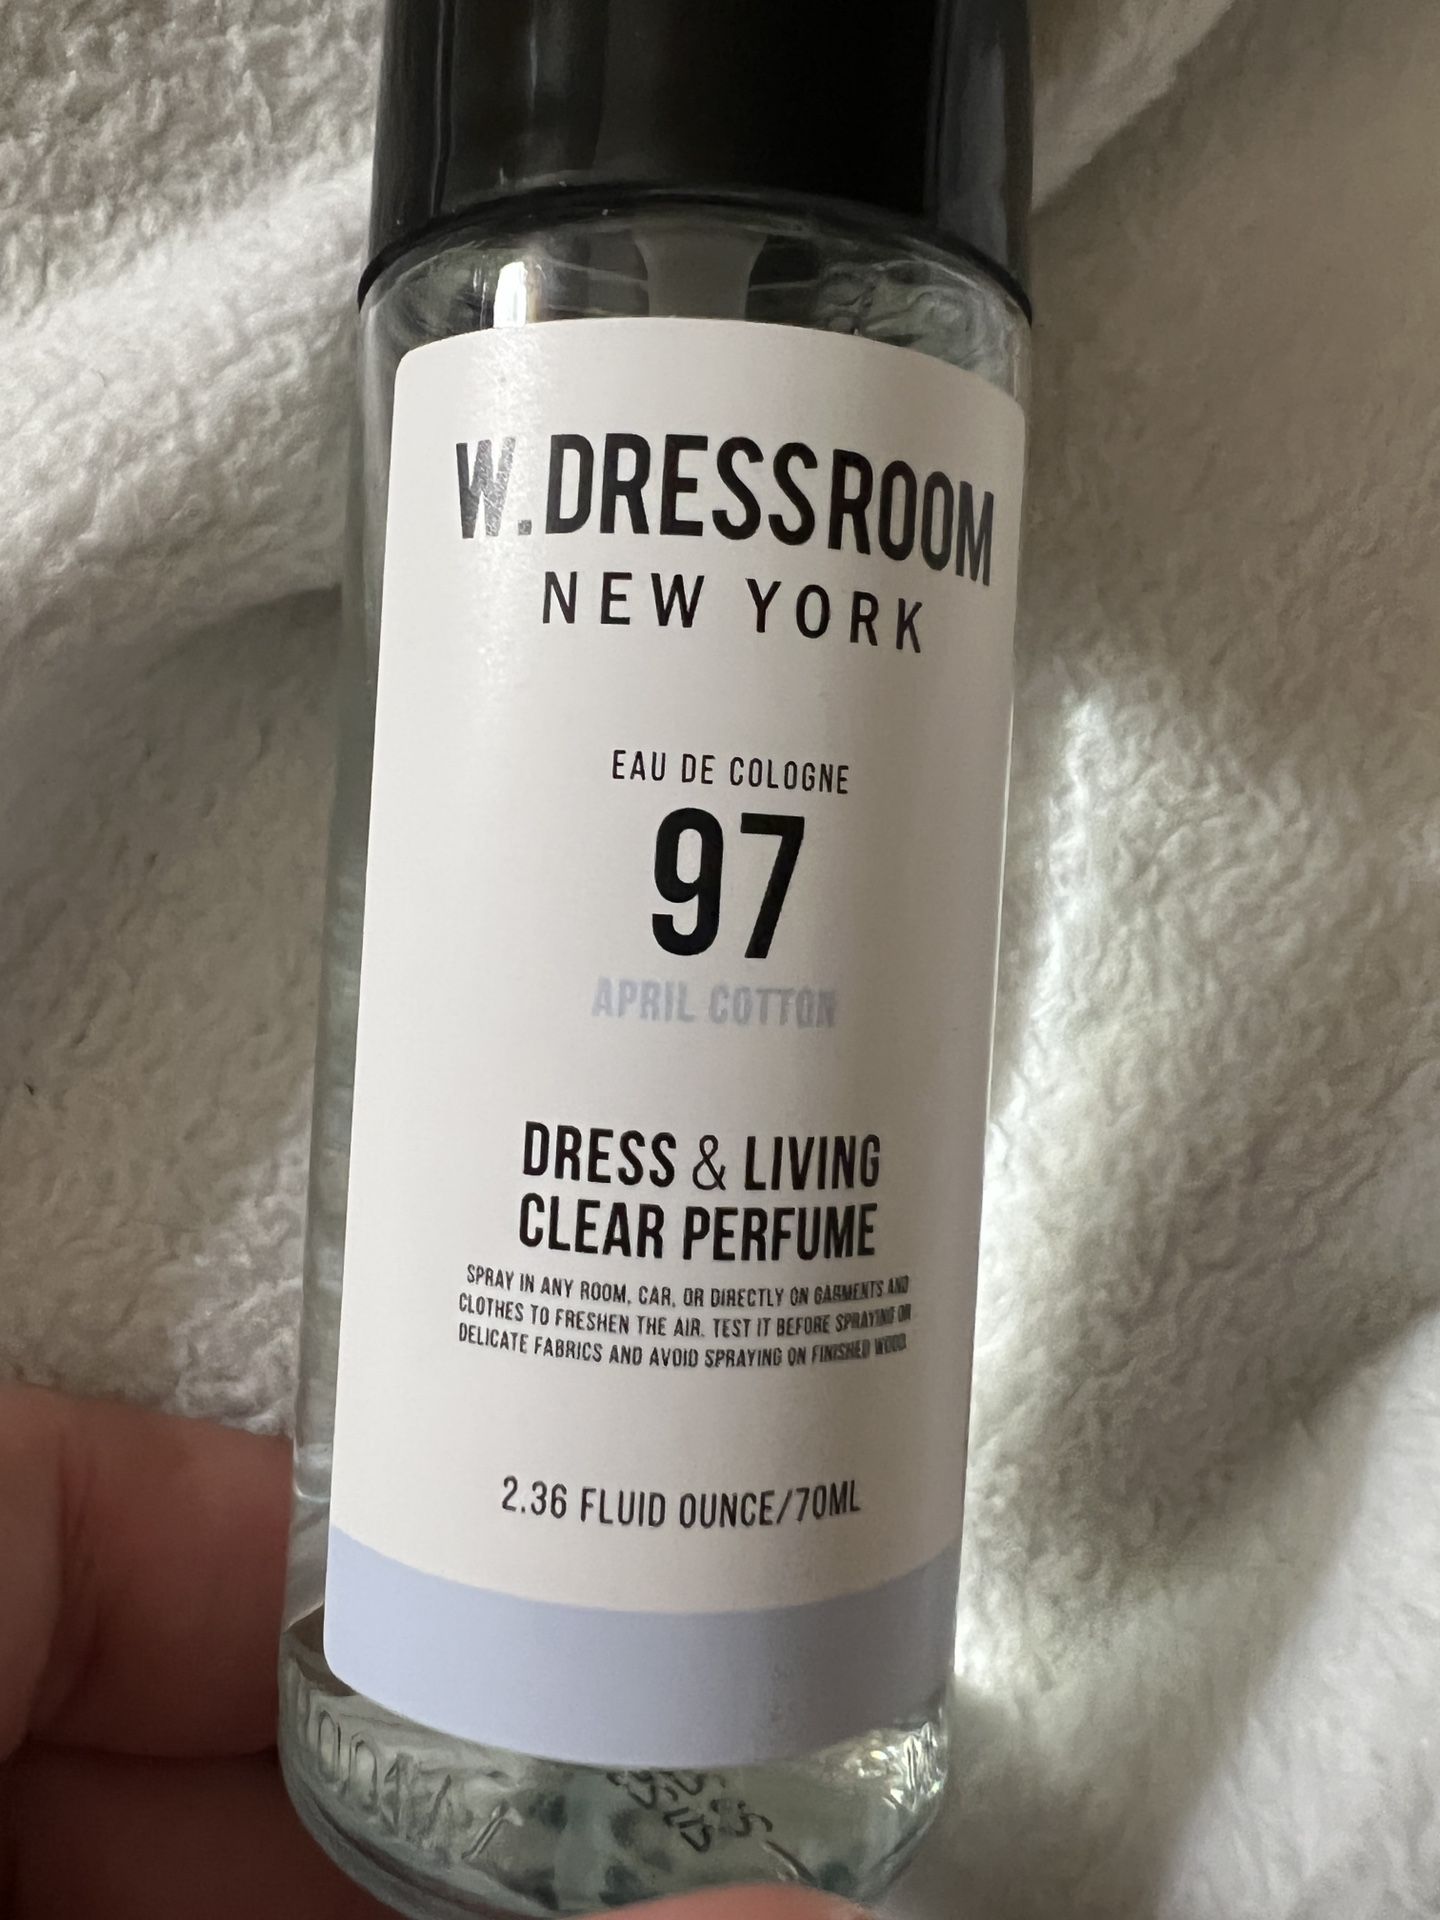 W.DRESSROOM
NEW YORK
EAU DE COLOGNE
97
APRIL COTTON
DRESS & LIVING
CLEAR PERFUME
SPRAY IN ANY ROOM, CAR, OR DIRECTLY ON GARMENTS AND
CLOTHES TO FRESHEN THE AIR. TEST IT BEFORE SPRAYING OR
DELICATE FABRICS AND AVOID SPRAYING ON FINISHED WOOD.
2.36 FLUID OUNCE/70ML